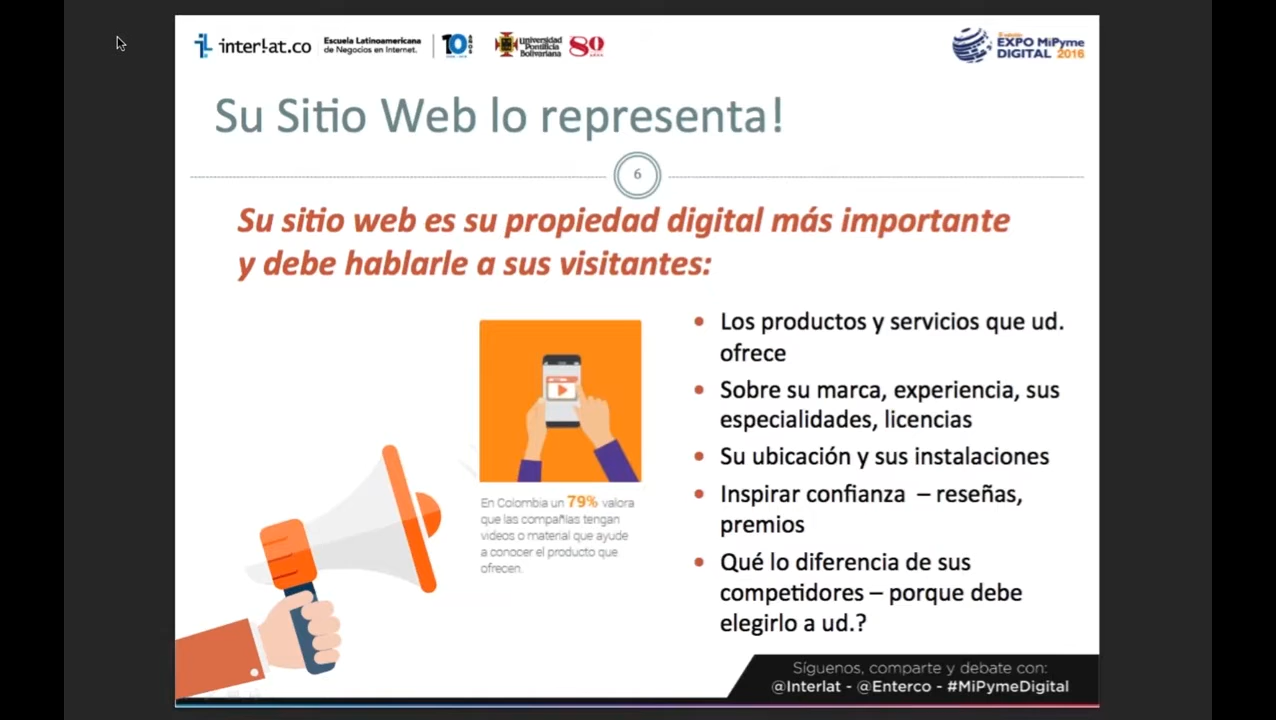 interlat.co
Escuela Latinoamericana
de Negocios en Internet.
10 AÑOS
Universidad
Pontificia
Bolivariana
80
EXPO MiPyme
DIGITAL 2016
Su Sitio Web lo representa!
6
Su sitio web es su propiedad digital más importante
y debe hablarle a sus visitantes:
Los productos y servicios que ud.
ofrece
Sobre su marca, experiencia, sus
especialidades, licencias
Su ubicación y sus instalaciones
Inspirar confianza – reseñas,
premios
Qué lo diferencia de sus
competidores – porque debe
elegirlo a ud.?
En Colombia un 79% valora
que las compañías tengan
videos o material que ayude
a conocer el producto que
ofrecen.
Síguenos, comparte y debate con:
@Interlat - @Enterco - #MiPymeDigital